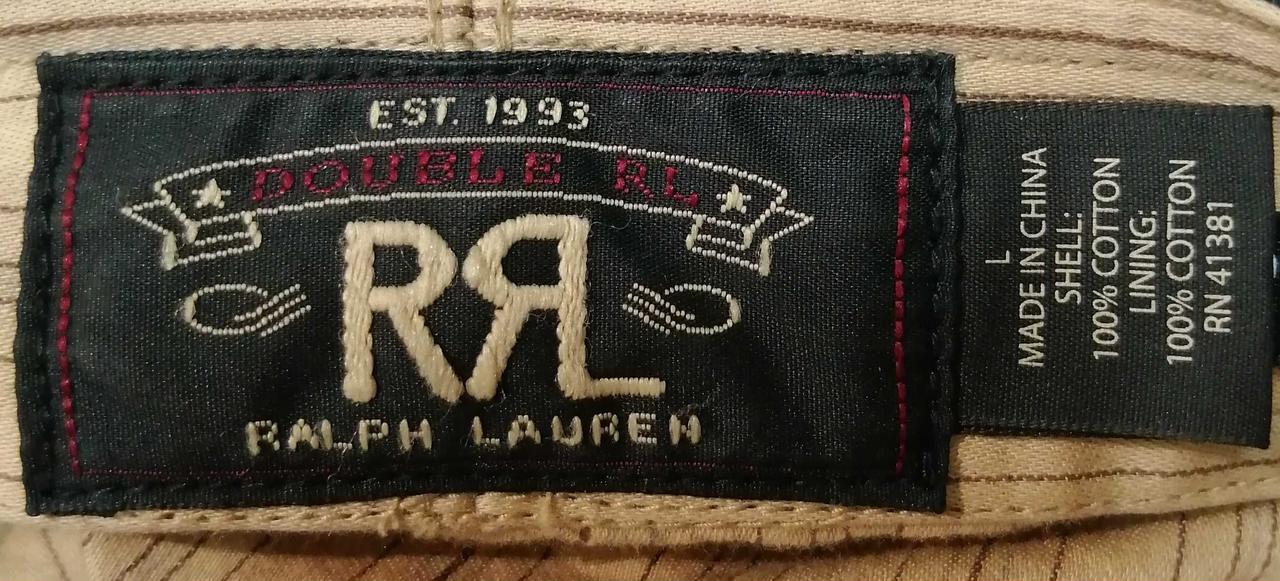 EST. 1993
DOUBLE RL
RRL
RALPH LAUREN
L
MADE IN CHINA
SHELL:
100% COTTON
LINING:
100% COTTON
RN 41381